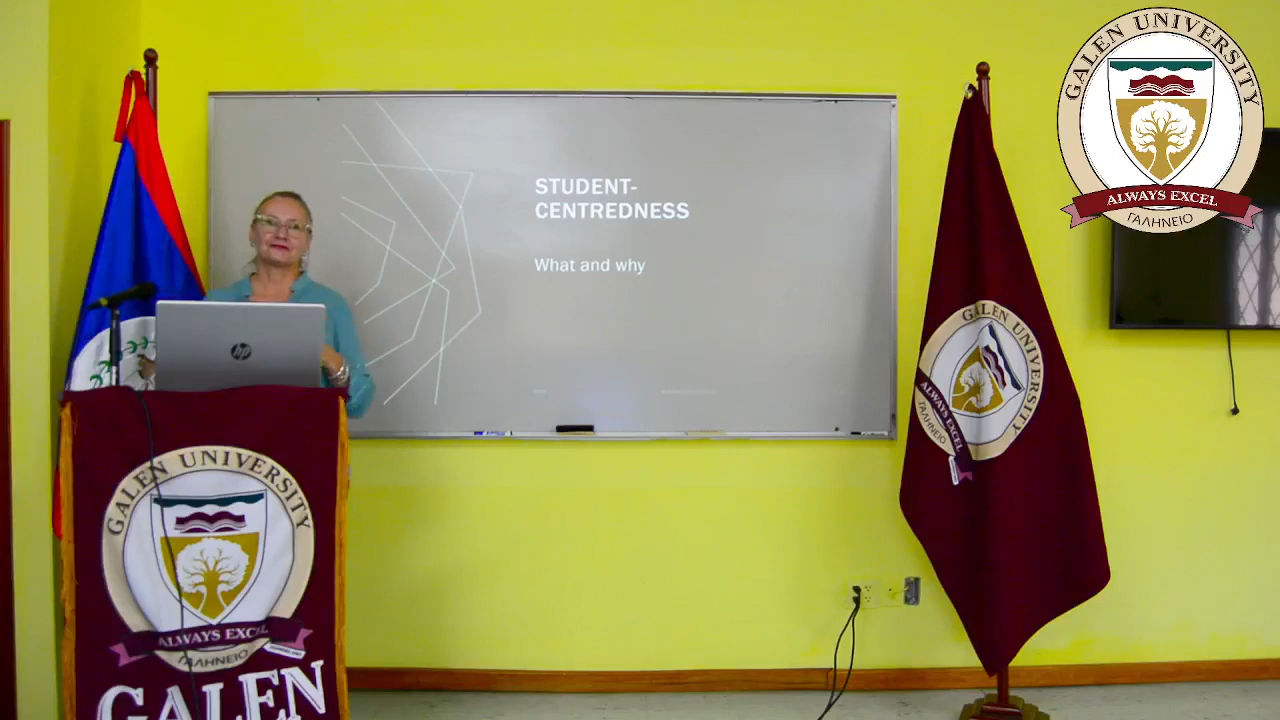 GALEN UNIVERSITY
ALWAYS EXCEL
ΓΑΛΗΝΕΙΟ
STUDENT-
CENTREDNESS
What and why
hp
GALEN UNIVERSITY
ALWAYS EXCEL
ΓΑΛΗΝΕΙΟ
GALEN UNIVERSITY
ALWAYS EXCEL
ΓΑΛΗΝΕΙΟ
GALEN